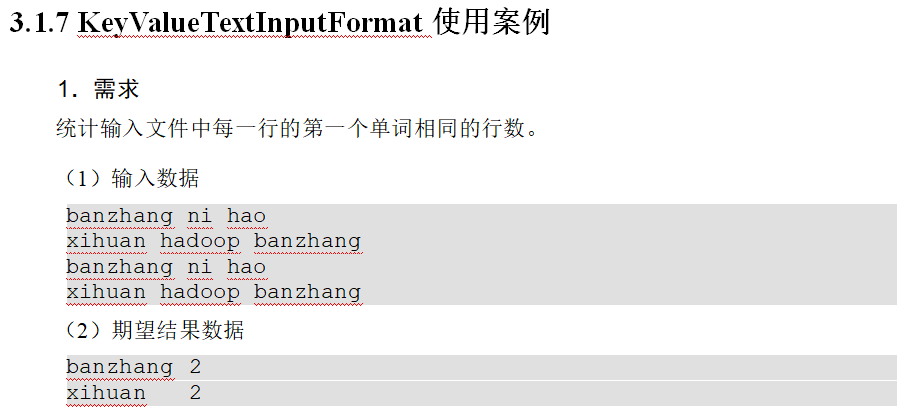 3.1.7 KeyValueTextInputFormat 使用案例
1．需求
统计输入文件中每一行的第一个单词相同的行数。
（1）输入数据
banzhang ni hao
xihuan hadoop banzhang
banzhang ni hao
xihuan hadoop banzhang
（2）期望结果数据
banzhang 2
xihuan 2